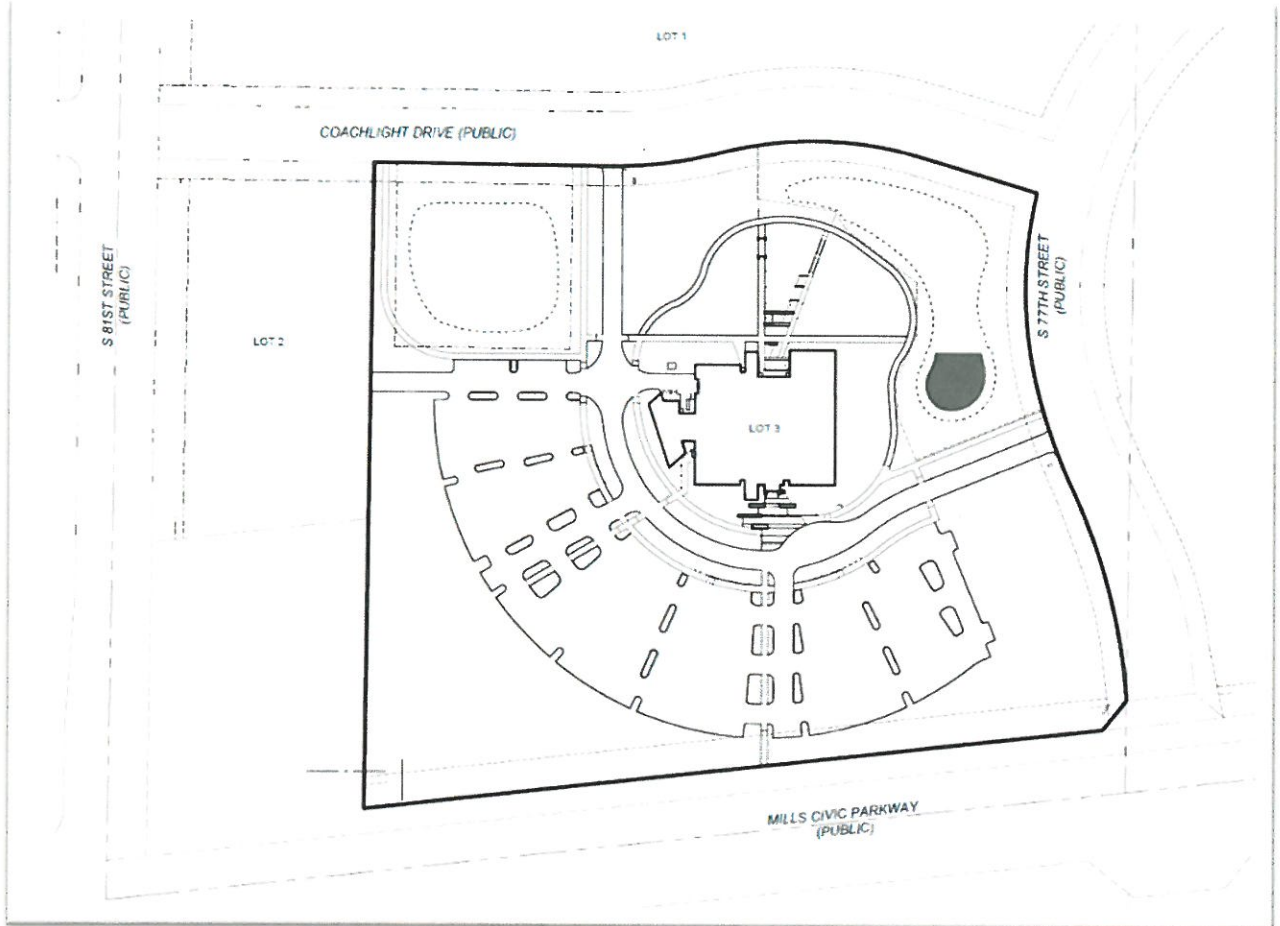 LOT 1
COACHLIGHT DRIVE (PUBLIC)
S 81ST STREET
(PUBLIC)
LOT 2
S 77TH STREET
(PUBLIC)
LOT 3
MILLS CIVIC PARKWAY
(PUBLIC)